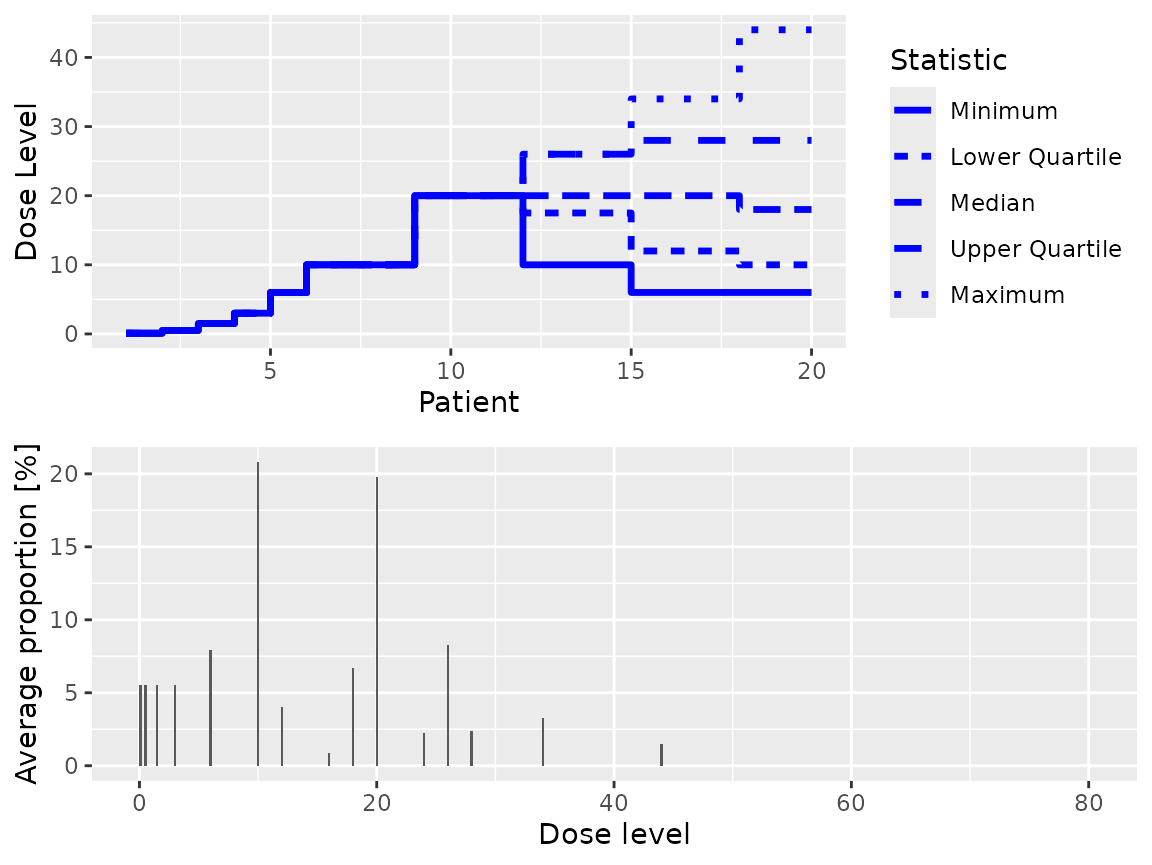 Statistic
Minimum
Lower Quartile
Median
Upper Quartile
Maximum
Dose Level
40
30
20
10
0
5 10 15 20
Patient
Average proportion [%]
20
15
10
5
0
0 20 40 60 80
Dose level